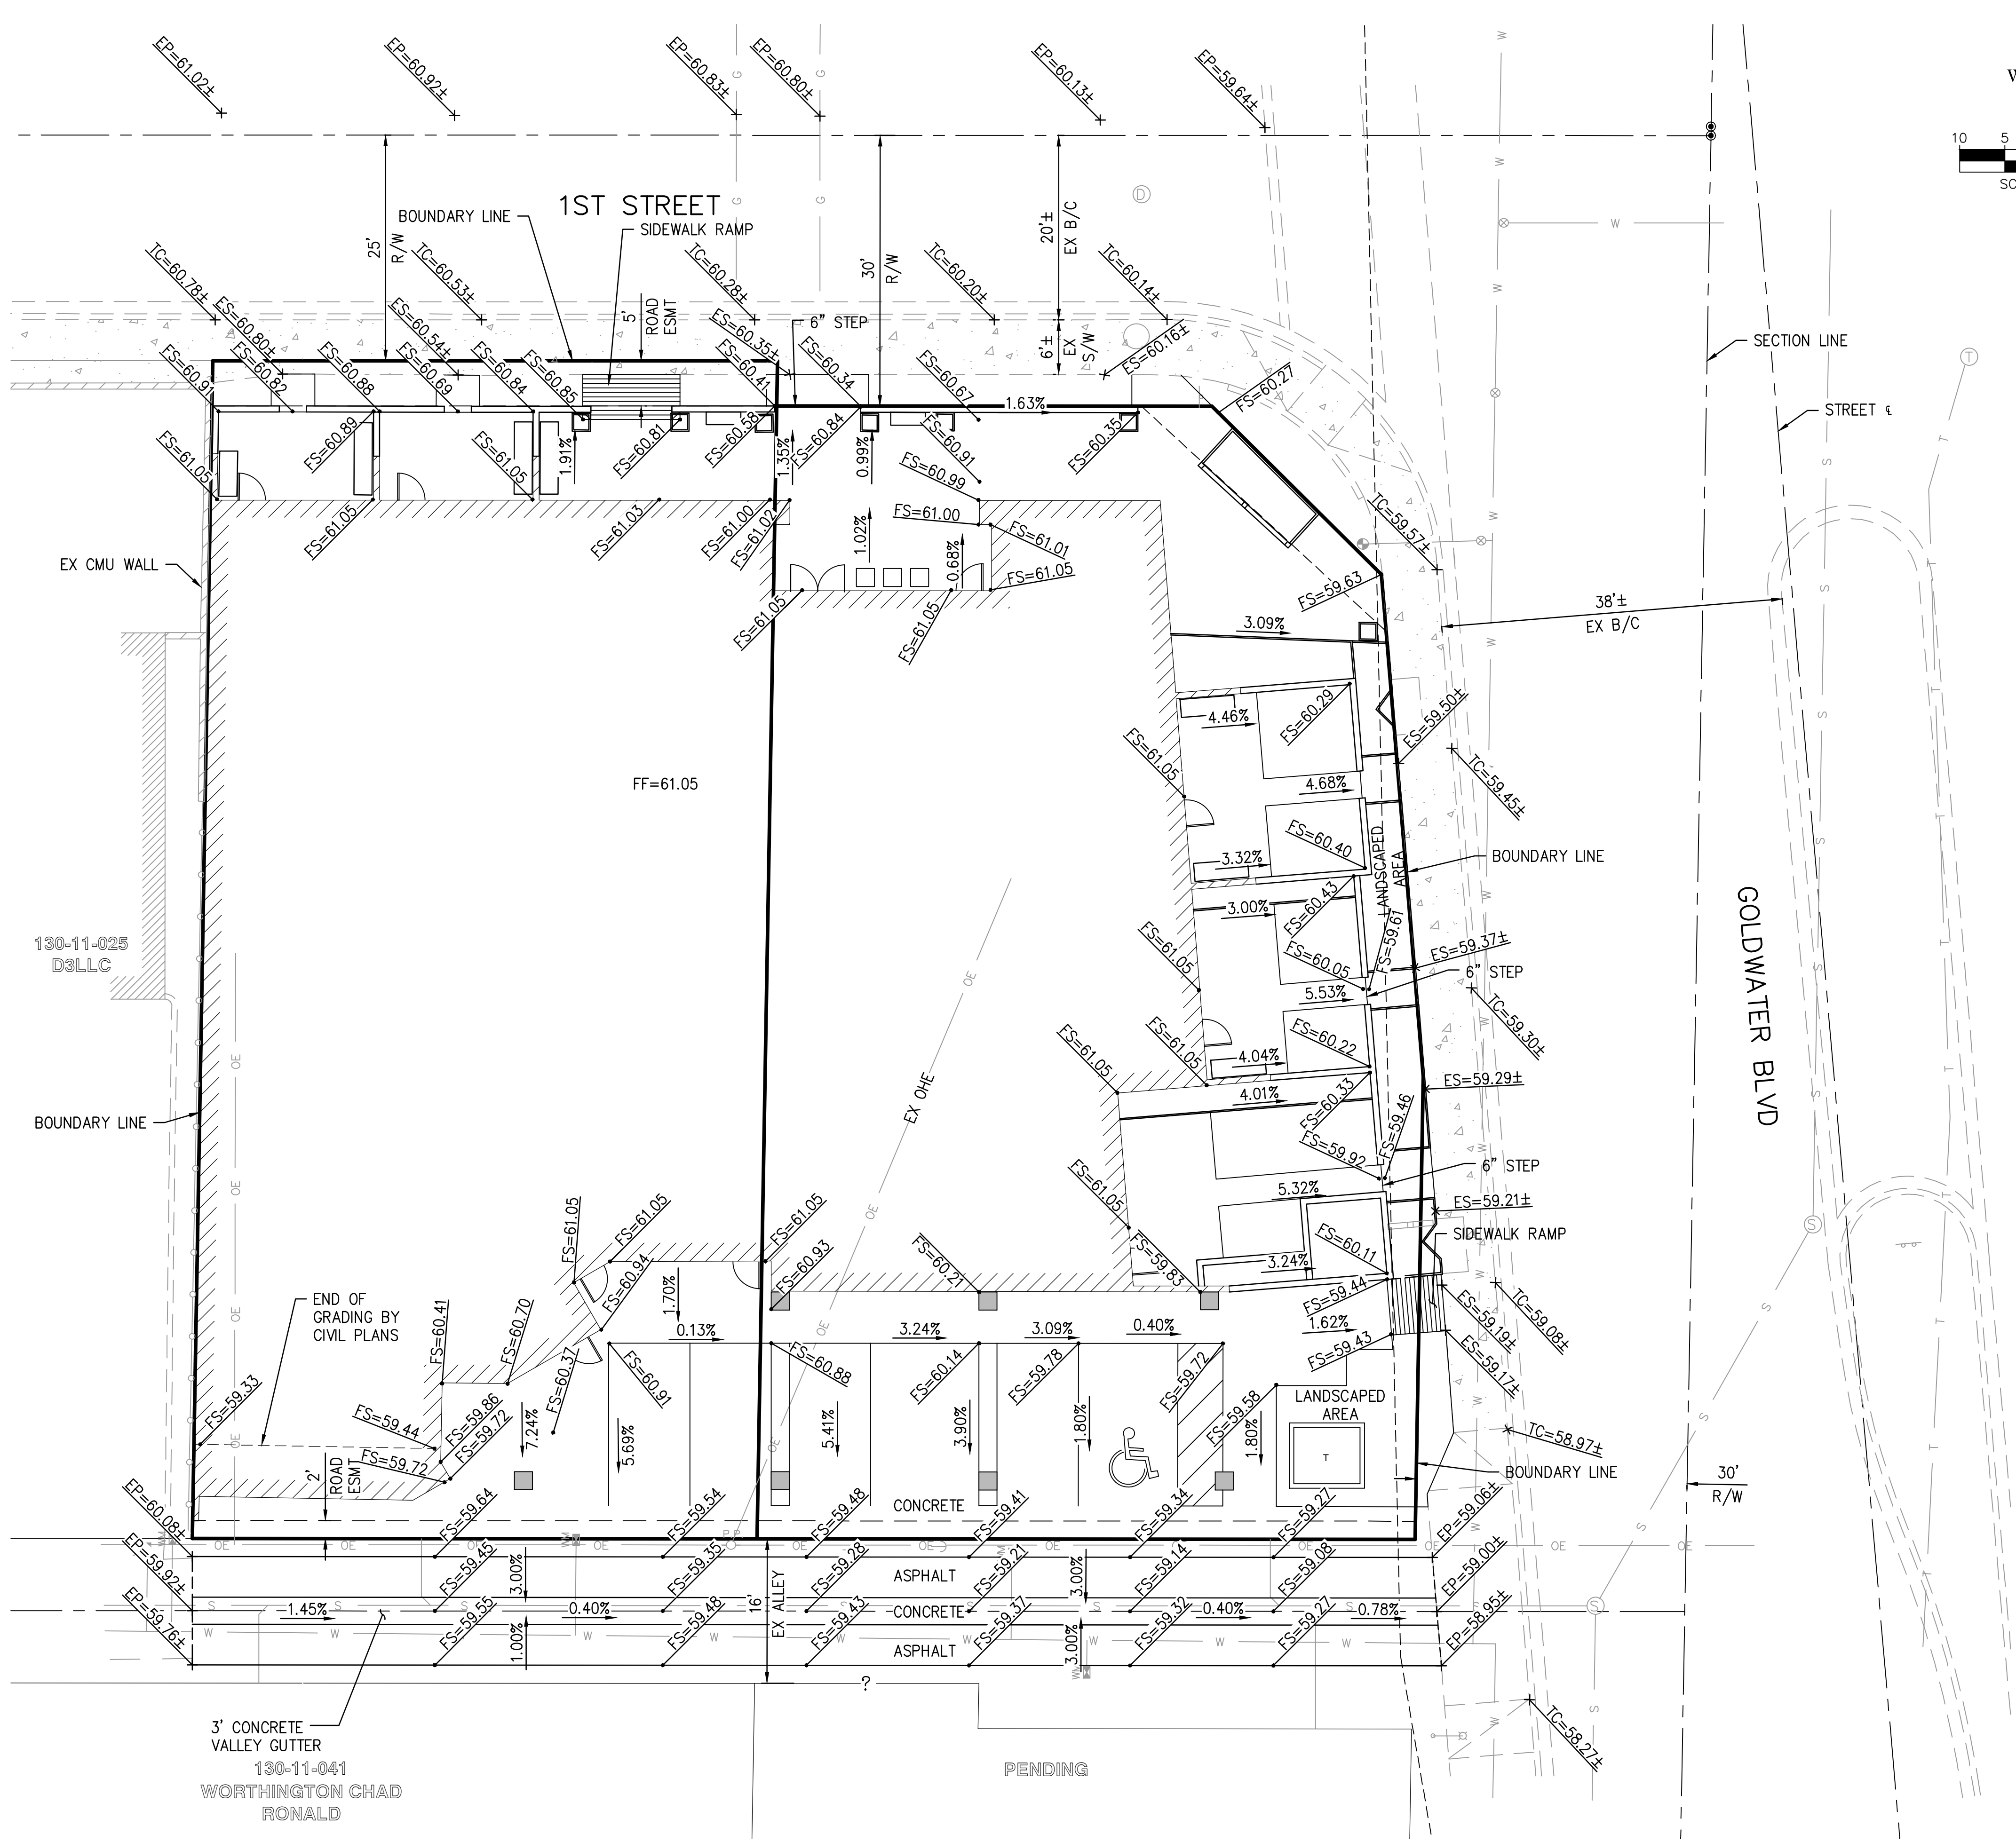 EP=61.02±
EP=60.92±
EP=60.83±
EP=60.80±
EP=60.13±
EP=59.64±
10 5
1ST STREET
BOUNDARY LINE
SIDEWALK RAMP
25'
R/W
30'
R/W
20'±
EX B/C
D
W
G
G
TC=60.78±
TC=60.53±
TC=60.28±
TC=60.20±
TC=60.14±
ES=60.80±
ES=60.54±
ES=60.35±
ES=60.16±
5'
ROAD
ESMT
6" STEP
6'±
EX
S/W
FS=60.91
FS=60.82
FS=60.88
FS=60.69
FS=60.84
FS=60.85
FS=60.41
FS=60.34
FS=60.67
1.63%
FS=60.27
SECTION LINE
STREET ℄
T
FS=61.05
FS=60.89
FS=61.05
1.91%
FS=60.81
FS=60.58
1.35%
FS=60.84
0.99%
FS=60.91
FS=60.35
FS=60.99
FS=61.05
FS=61.03
FS=61.00
FS=61.02
FS=61.00
FS=61.01
1.02%
0.68%
FS=61.05
FS=61.05
FS=61.05
TC=59.57±
EX CMU WALL
FS=59.63
38'±
EX B/C
3.09%
FS=60.29
4.46%
ES=59.50±
FS=61.05
FF=61.05
4.68%
TC=59.45±
FS=60.40
3.32%
LANDSCAPED
AREA
BOUNDARY LINE
GOLDWATER BLVD
3.00%
FS=60.43
FS=59.61
130-11-025
D3LLC
FS=61.05
FS=60.05
ES=59.37±
6" STEP
5.53%
TC=59.30±
OE
EX OHE
FS=61.05
FS=61.05
FS=60.22
4.04%
4.01%
FS=60.33
FS=59.46
ES=59.29±
BOUNDARY LINE
FS=59.92
6" STEP
FS=61.05
5.32%
ES=59.21±
SIDEWALK RAMP
FS=61.05
FS=61.05
FS=61.05
FS=60.94
FS=60.93
FS=60.21
FS=59.83
FS=60.11
3.24%
FS=59.44
END OF
GRADING BY
CIVIL PLANS
1.70%
0.13%
3.24%
3.09%
0.40%
1.62%
ES=59.19±
TC=59.08±
FS=60.41
FS=60.70
FS=59.43
ES=59.17±
FS=59.33
FS=60.37
FS=60.91
FS=60.88
FS=60.14
FS=59.78
FS=59.72
FS=59.58
LANDSCAPED
AREA
T
FS=59.44
FS=59.86
FS=59.72
FS=59.72
7.24%
5.69%
5.41%
3.90%
1.80%
1.80%
TC=58.97±
BOUNDARY LINE
30'
R/W
2'
ROAD
ESMT
CONCRETE
EP=60.08±
FS=59.64
FS=59.54
FS=59.48
FS=59.41
FS=59.34
FS=59.27
EP=59.06±
PP
OE OE OE OE OE OE OE OE OE OE
EP=59.92±
FS=59.45
3.00%
FS=59.35
FS=59.28
ASPHALT
FS=59.21
3.00%
FS=59.14
FS=59.08
EP=59.00±
1.45%
0.40%
CONCRETE
0.40%
0.78%
S
EP=59.76±
FS=59.55
1.00%
FS=59.48
16'
EX ALLEY
FS=59.43
ASPHALT
FS=59.37
3.00%
FS=59.32
FS=59.27
EP=58.95±
WM
?
3' CONCRETE
VALLEY GUTTER
TC=58.27±
130-11-041
WORTHINGTON CHAD
RONALD
PENDING